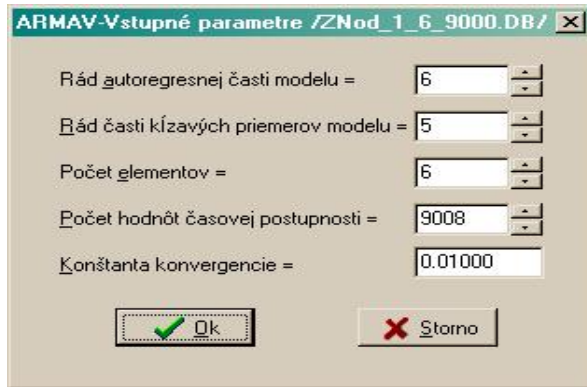 ARMAV-Vstupné parametre /ZNod_1_6_9000.DB/
Rád autoregresnej časti modelu = 6
Rád časti kĺzavých priemerov modelu = 5
Počet elementov = 6
Počet hodnôt časovej postupnosti = 9008
Konštanta konvergencie = 0.01000
Ok Storno